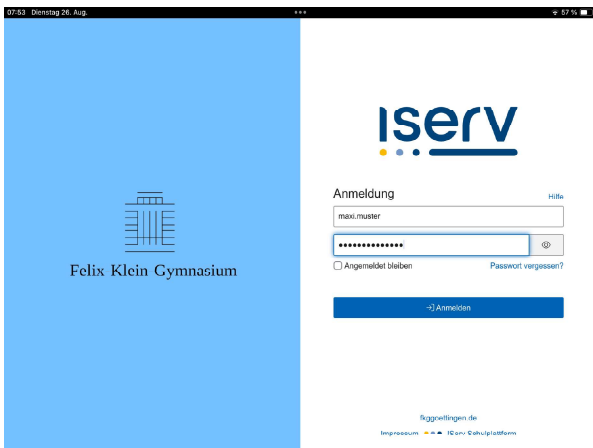 07:53 Dienstag 26. Aug.
57 %
Felix Klein Gymnasium
IServ
Anmeldung
Hilfe
maxi.muster
Angemeldet bleiben
Passwort vergessen?
Anmelden
fkggoettingen.de
Impressum
IServ Schulplattform